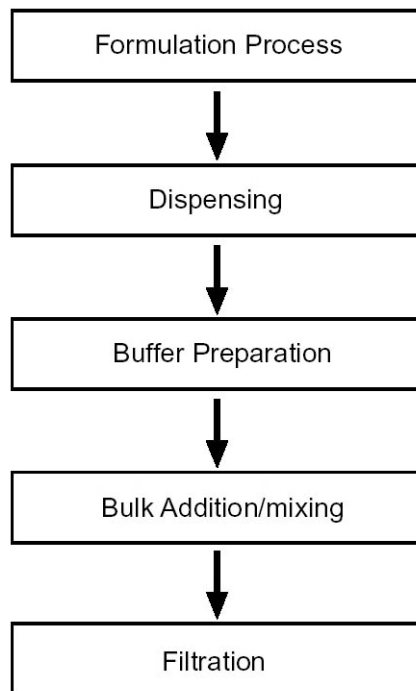 Formulation Process
Dispensing
Buffer Preparation
Bulk Addition/mixing
Filtration